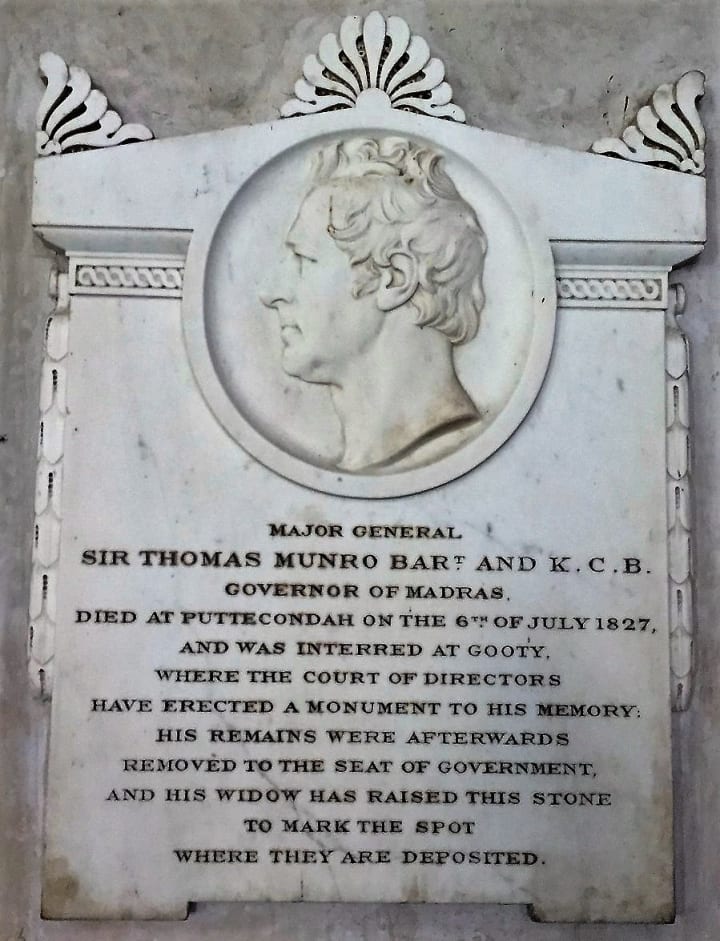 MAJOR GENERAL
SIR THOMAS MUNRO BART. AND K.C.B.
GOVERNOR OF MADRAS,
DIED AT PUTTECONDAH ON THE 6TH OF JULY 1827,
AND WAS INTERRED AT GOOTY,
WHERE THE COURT OF DIRECTORS
HAVE ERECTED A MONUMENT TO HIS MEMORY:
HIS REMAINS WERE AFTERWARDS
REMOVED TO THE SEAT OF GOVERNMENT,
AND HIS WIDOW HAS RAISED THIS STONE
TO MARK THE SPOT
WHERE THEY ARE DEPOSITED.